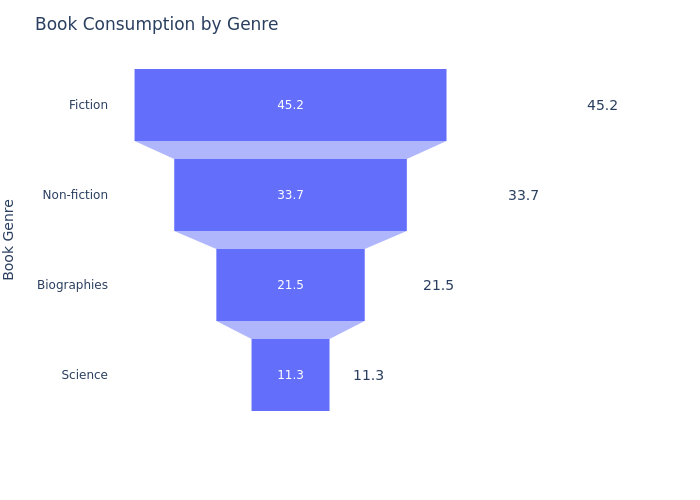 Book Consumption by Genre
Book Genre
Fiction
45.2
45.2
Non-fiction
33.7
33.7
Biographies
21.5
21.5
Science
11.3
11.3